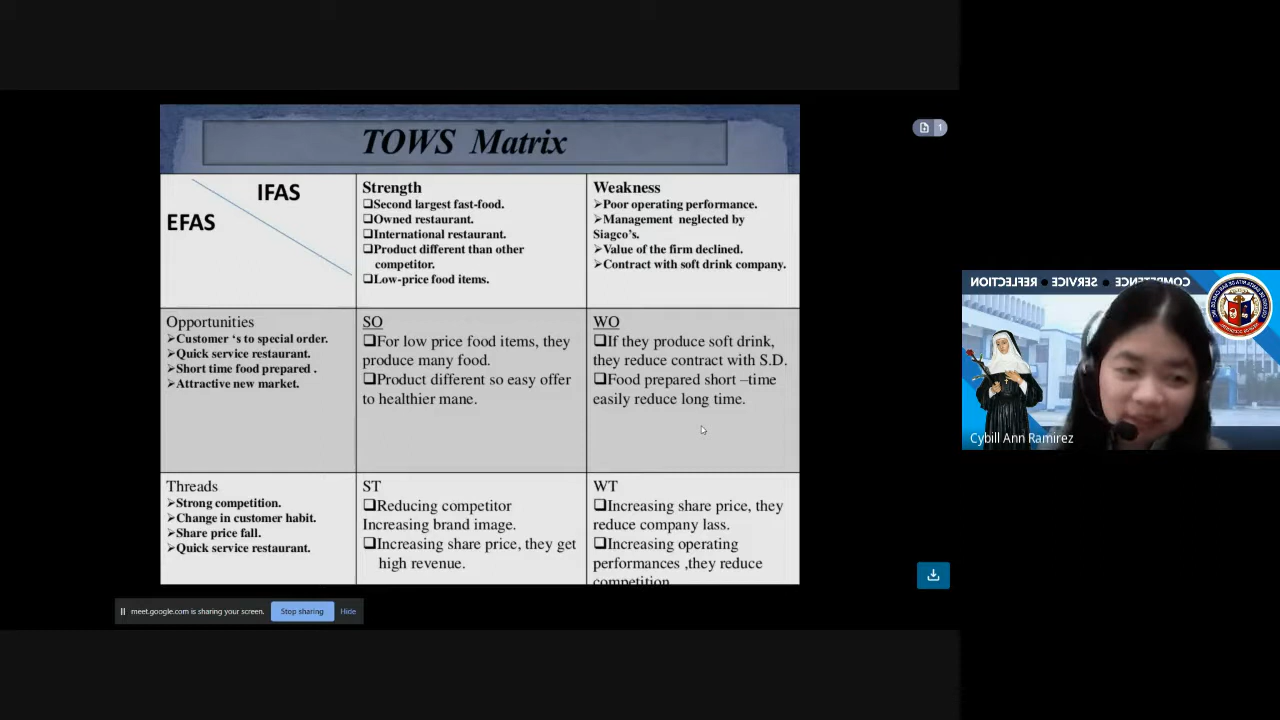 TOWS Matrix
IFAS
EFAS
Strength
❑Second largest fast-food.
❑Owned restaurant.
❑International restaurant.
❑Product different than other
competitor.
❑Low-price food items.
Weakness
➢Poor operating performance.
➢Management neglected by
Siagco's.
➢Value of the firm declined.
➢Contract with soft drink company.
Opportunities
➢Customer ‘s to special order.
➢Quick service restaurant.
➢Short time food prepared .
➢Attractive new market.
SO
❑For low price food items, they
produce many food.
❑Product different so easy offer
to healthier mane.
WO
❑If they produce soft drink,
they reduce contract with S.D.
❑Food prepared short –time
easily reduce long time.
Threads
➢Strong competition.
➢Change in customer habit.
➢Share price fall.
➢Quick service restaurant.
ST
❑Reducing competitor
Increasing brand image.
❑Increasing share price, they get
high revenue.
WT
❑Increasing share price, they
reduce company lass.
❑Increasing operating
performances ,they reduce
competition
1
COMPETENCE • SERVICE • REFLECTION
Cybill Ann Ramirez
meet.google.com is sharing your screen.
Stop sharing
Hide